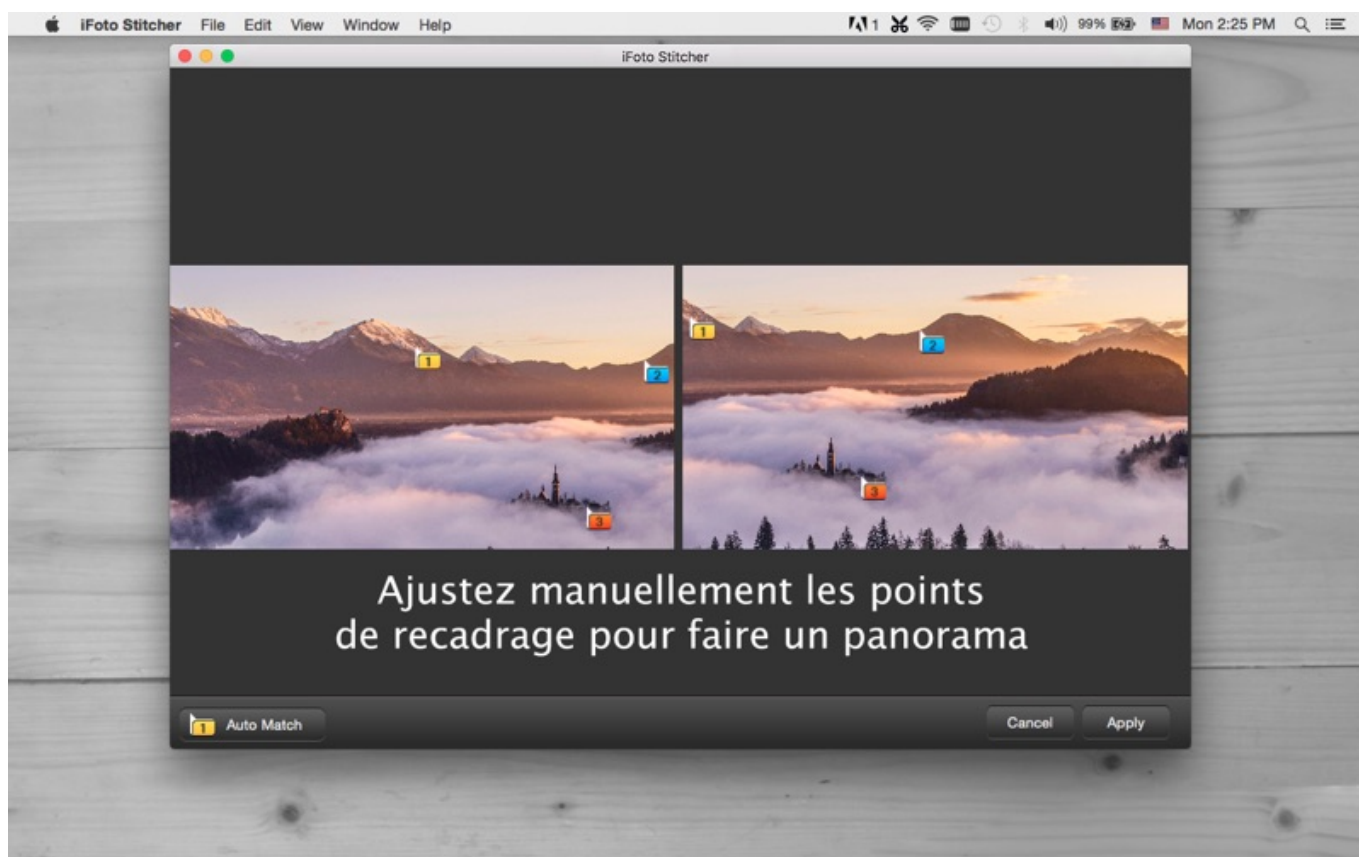 iFoto Stitcher File Edit View Window Help 1 99% Mon 2:25 PM
iFoto Stitcher
1 2 1 2
3 3
Ajustez manuellement les points
de recadrage pour faire un panorama
1 Auto Match Cancel Apply